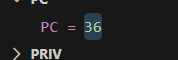 PC
PC = 36
PRIV